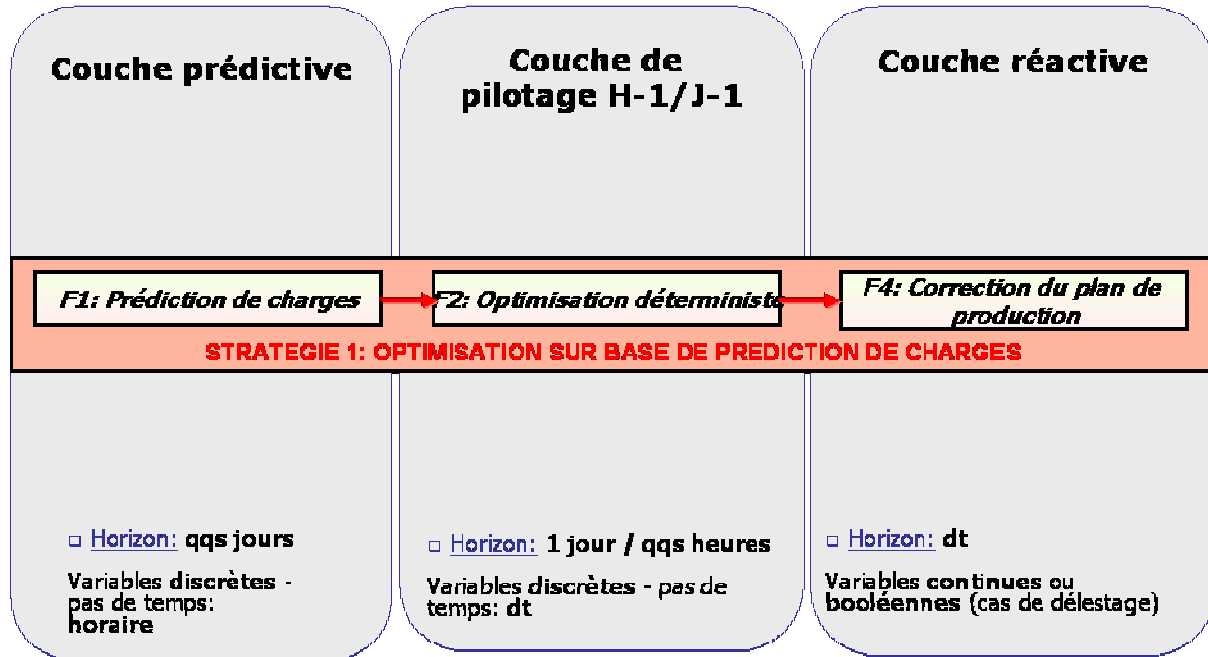 Couche prédictive
Couche de
pilotage H-1/J-1
Couche réactive
F1: Prédiction de charges
F2: Optimisation déterministe
F4: Correction du plan de
production
STRATEGIE 1: OPTIMISATION SUR BASE DE PREDICTION DE CHARGES
Horizon: qqs jours
Variables discrètes -
pas de temps:
horaire
Horizon: 1 jour / qqs heures
Variables discrètes - pas de
temps: dt
Horizon: dt
Variables continues ou
booléennes (cas de délestage)